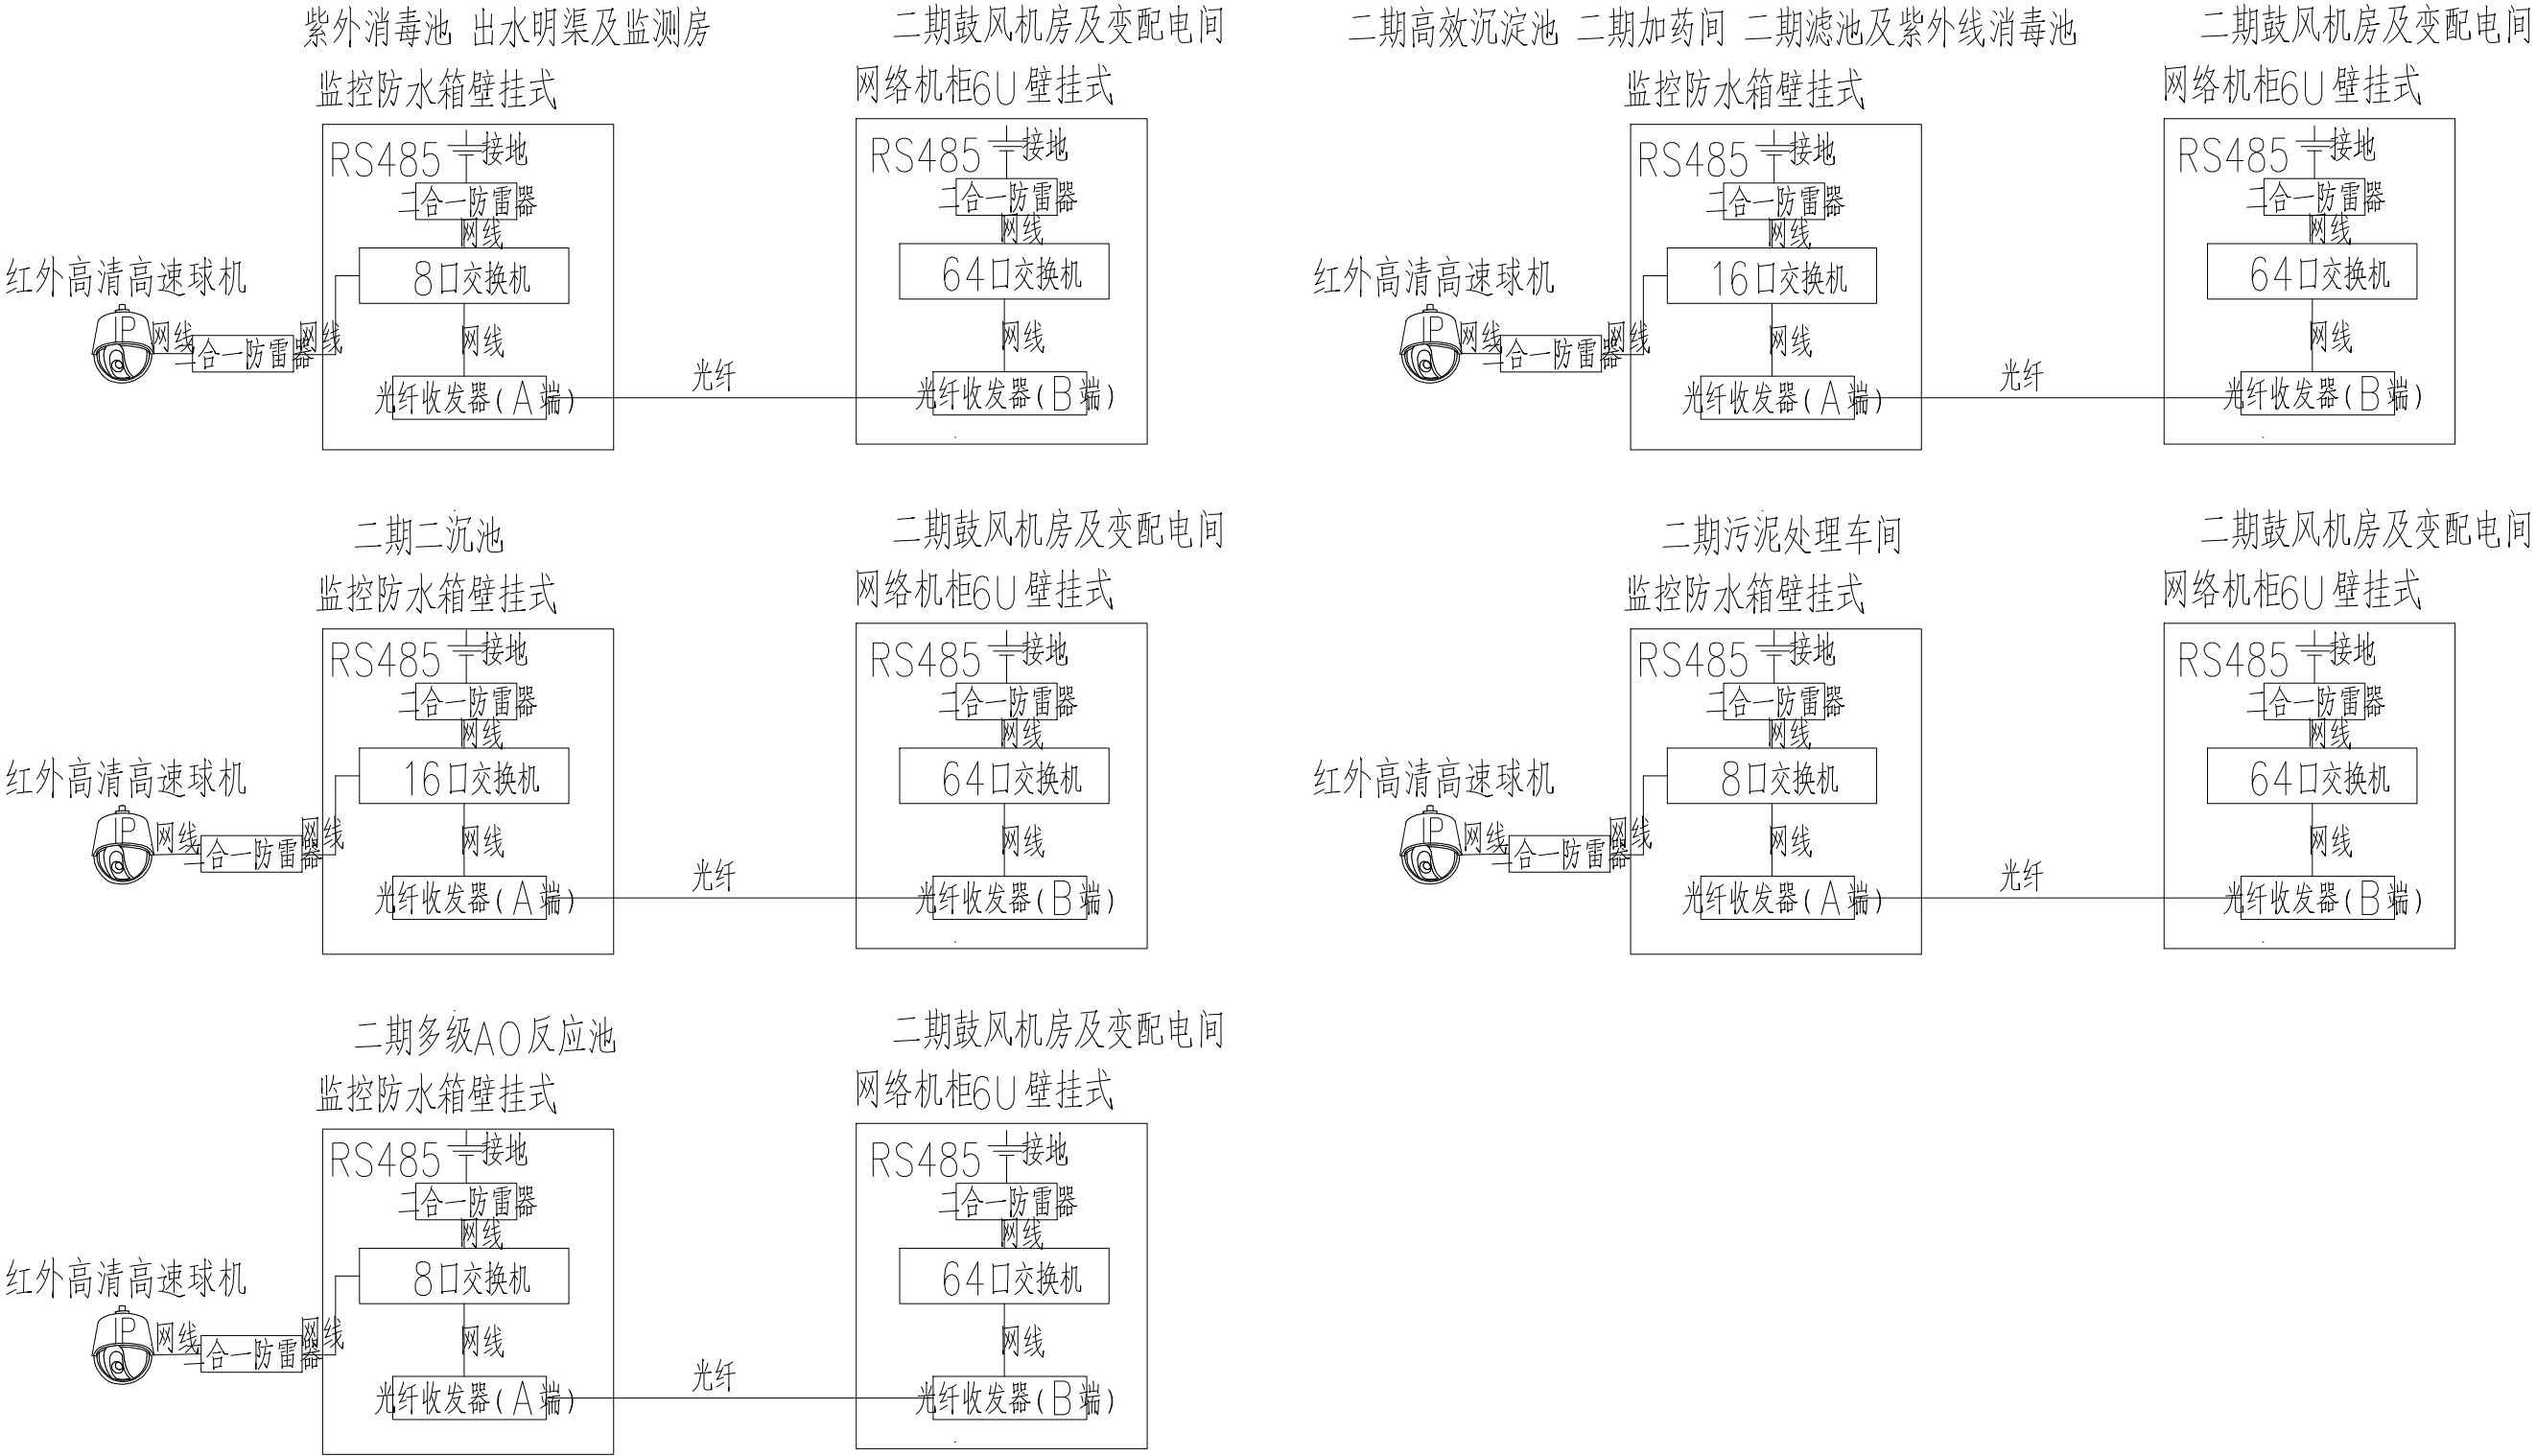 紫外消毒池 出水明渠及监测房
监控防水箱壁挂式
RS485
接地
二合一防雷器
网线
8口交换机
网线
光纤收发器(A端)
红外高清高速球机
IP
网线
二合一防雷器
网线
光纤
二期鼓风机房及变配电间
网络机柜6U壁挂式
RS485
接地
二合一防雷器
网线
64口交换机
网线
光纤收发器(B端)
二期高效沉淀池 二期加药间 二期滤池及紫外线消毒池
监控防水箱壁挂式
RS485
接地
二合一防雷器
网线
16口交换机
网线
光纤收发器(A端)
红外高清高速球机
IP
网线
二合一防雷器
网线
光纤
二期鼓风机房及变配电间
网络机柜6U壁挂式
RS485
接地
二合一防雷器
网线
64口交换机
网线
光纤收发器(B端)
二期二沉池
监控防水箱壁挂式
RS485
接地
二合一防雷器
网线
16口交换机
网线
光纤收发器(A端)
红外高清高速球机
IP
网线
二合一防雷器
网线
光纤
二期鼓风机房及变配电间
网络机柜6U壁挂式
RS485
接地
二合一防雷器
网线
64口交换机
网线
光纤收发器(B端)
二期污泥处理车间
监控防水箱壁挂式
RS485
接地
二合一防雷器
网线
8口交换机
网线
光纤收发器(A端)
红外高清高速球机
IP
网线
二合一防雷器
网线
光纤
二期鼓风机房及变配电间
网络机柜6U壁挂式
RS485
接地
二合一防雷器
网线
64口交换机
网线
光纤收发器(B端)
二期多级AO反应池
监控防水箱壁挂式
RS485
接地
二合一防雷器
网线
8口交换机
网线
光纤收发器(A端)
红外高清高速球机
IP
网线
二合一防雷器
网线
光纤
二期鼓风机房及变配电间
网络机柜6U壁挂式
RS485
接地
二合一防雷器
网线
64口交换机
网线
光纤收发器(B端)